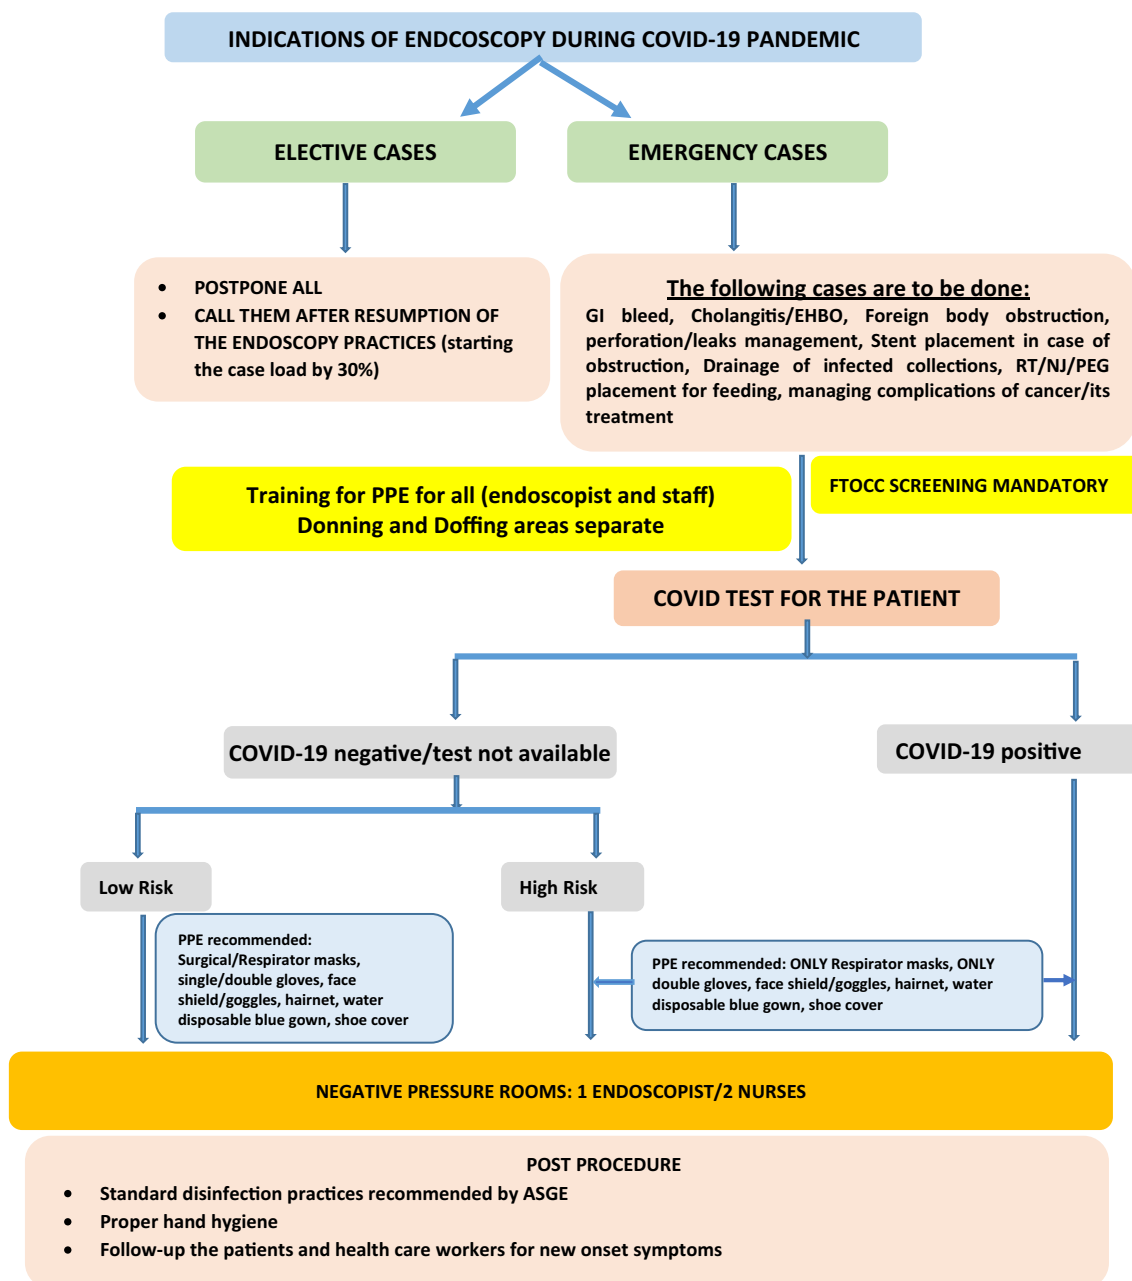 INDICATIONS OF ENDCOSCOPY DURING COVID-19 PANDEMIC
ELECTIVE CASES
EMERGENCY CASES
• POSTPONE ALL
• CALL THEM AFTER RESUMPTION OF
THE ENDOSCOPY PRACTICES (starting
the case load by 30%)
The following cases are to be done:
GI bleed, Cholangitis/EHBO, Foreign body obstruction,
perforation/leaks management, Stent placement in case of
obstruction, Drainage of infected collections, RT/NJ/PEG
placement for feeding, managing complications of cancer/its
treatment
Training for PPE for all (endoscopist and staff)
Donning and Doffing areas separate
FTOCC SCREENING MANDATORY
COVID TEST FOR THE PATIENT
COVID-19 negative/test not available
COVID-19 positive
Low Risk
High Risk
PPE recommended:
Surgical/Respirator masks,
single/double gloves, face
shield/goggles, hairnet, water
disposable blue gown, shoe cover
PPE recommended: ONLY Respirator masks, ONLY
double gloves, face shield/goggles, hairnet, water
disposable blue gown, shoe cover
NEGATIVE PRESSURE ROOMS: 1 ENDOSCOPIST/2 NURSES
POST PROCEDURE
• Standard disinfection practices recommended by ASGE
• Proper hand hygiene
• Follow-up the patients and health care workers for new onset symptoms